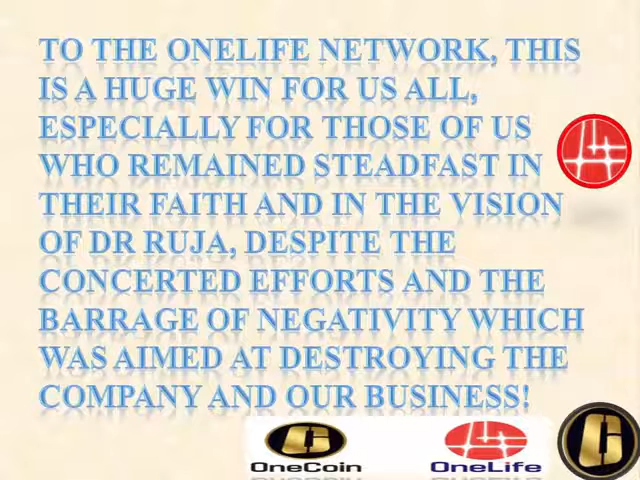 TO THE ONELIFE NETWORK, THIS
IS A HUGE WIN FOR US ALL,
ESPECIALLY FOR THOSE OF US
WHO REMAINED STEADFAST IN
THEIR FAITH AND IN THE VISION
OF DR RUJA, DESPITE THE
CONCERTED EFFORTS AND THE
BARRAGE OF NEGATIVITY WHICH
WAS AIMED AT DESTROYING THE
COMPANY AND OUR BUSINESS!
OneCoin
OneLife